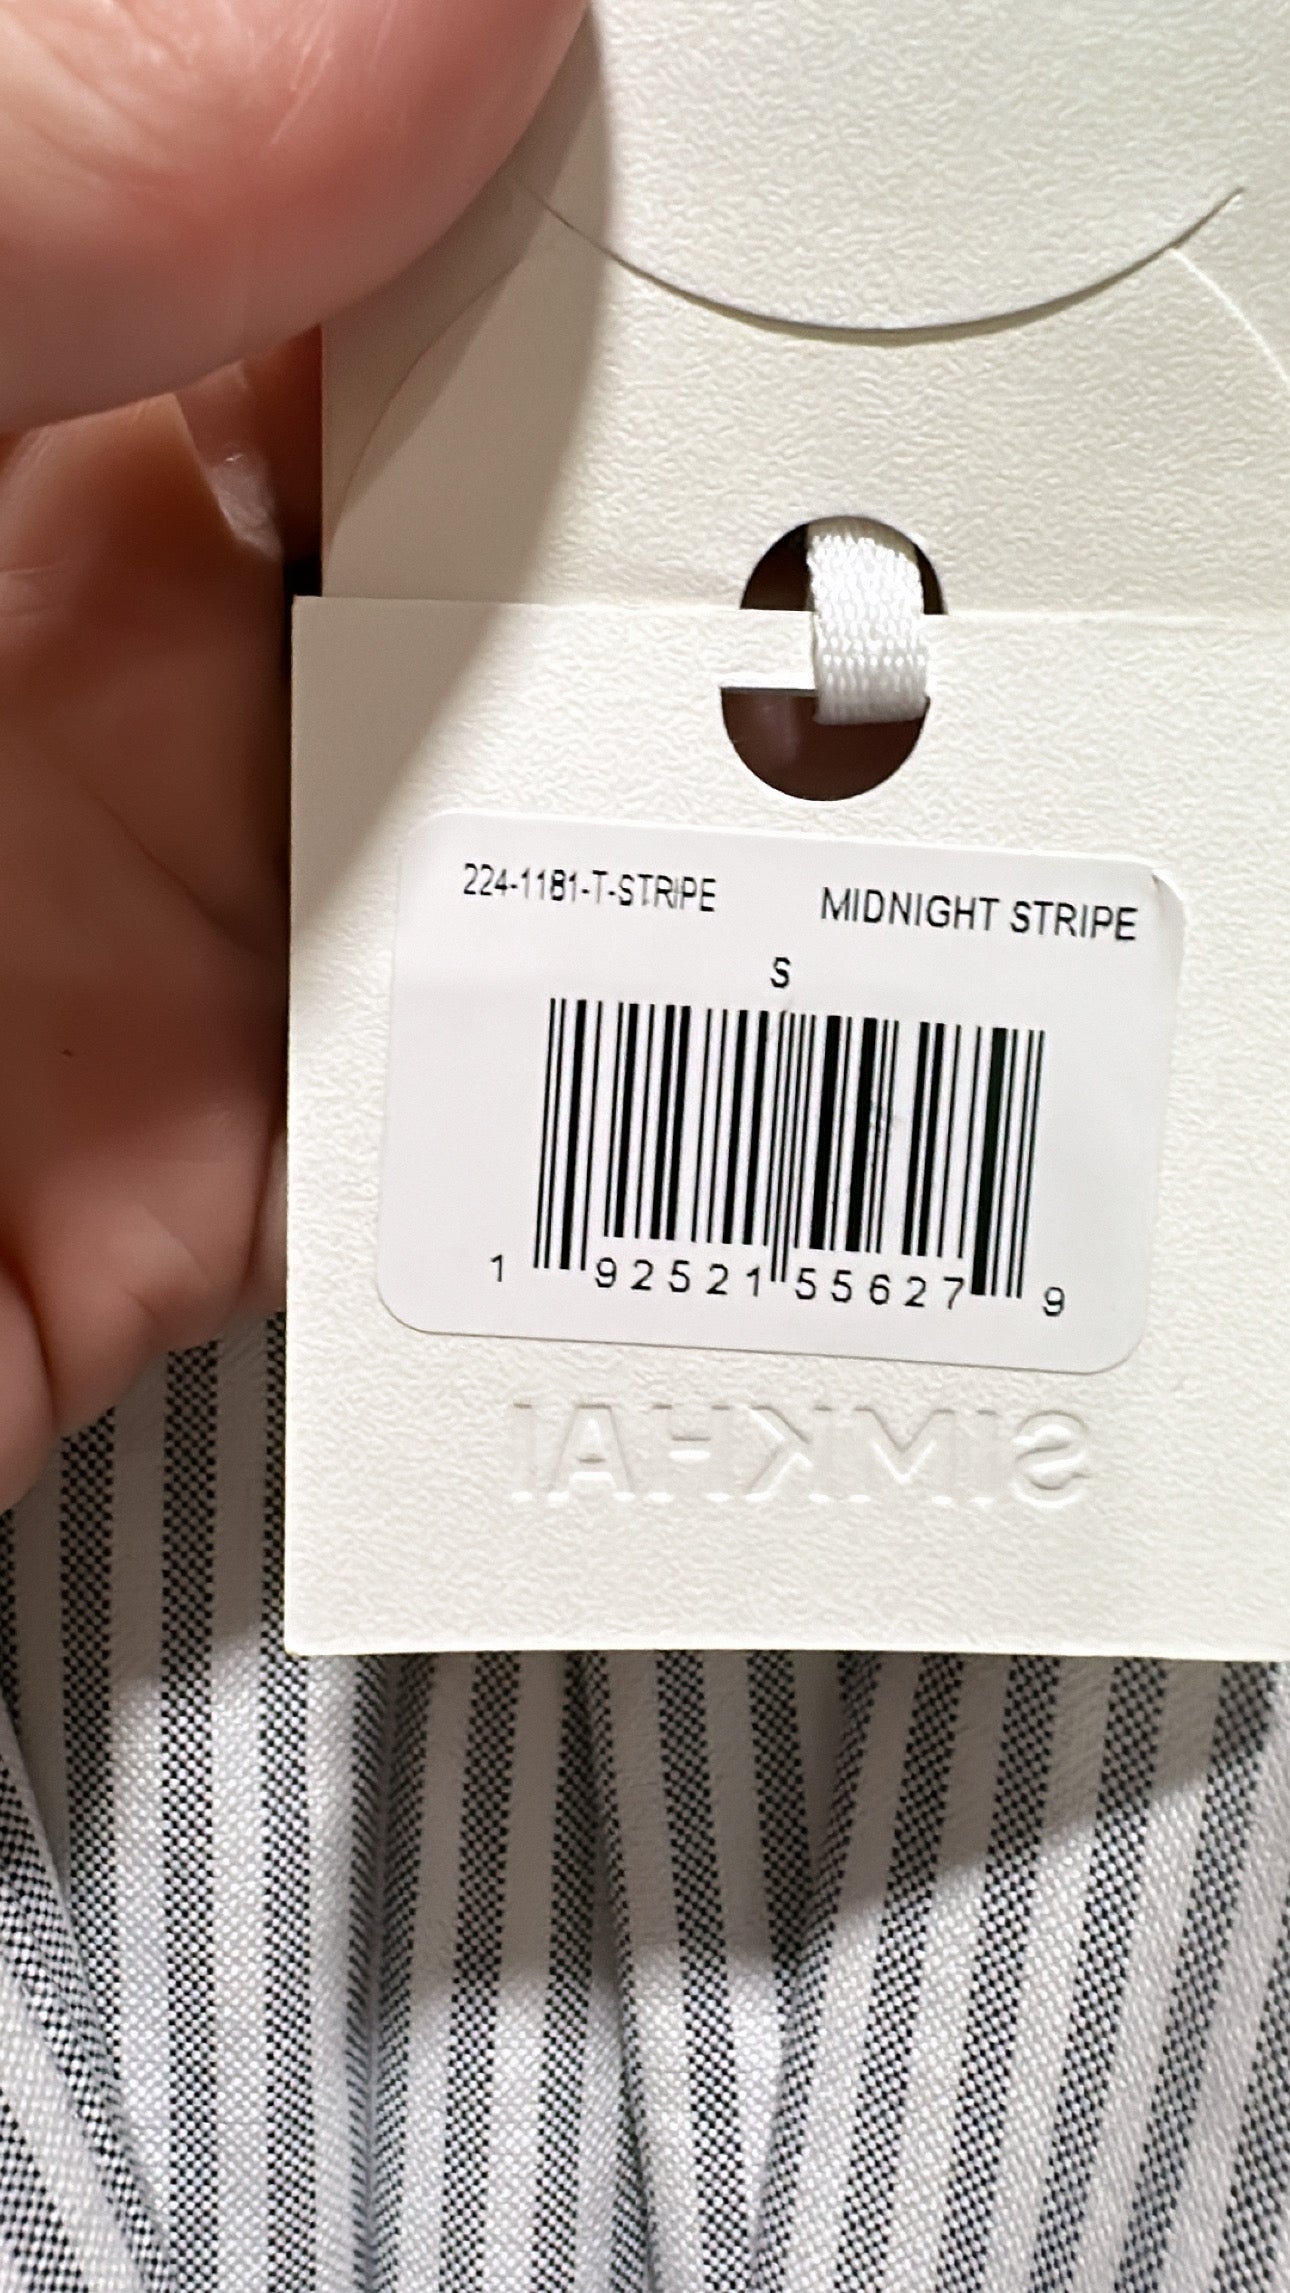 224-1181-T-STRIPE MIDNIGHT STRIPE
S
1 92521 55627 9
SIMKHAI